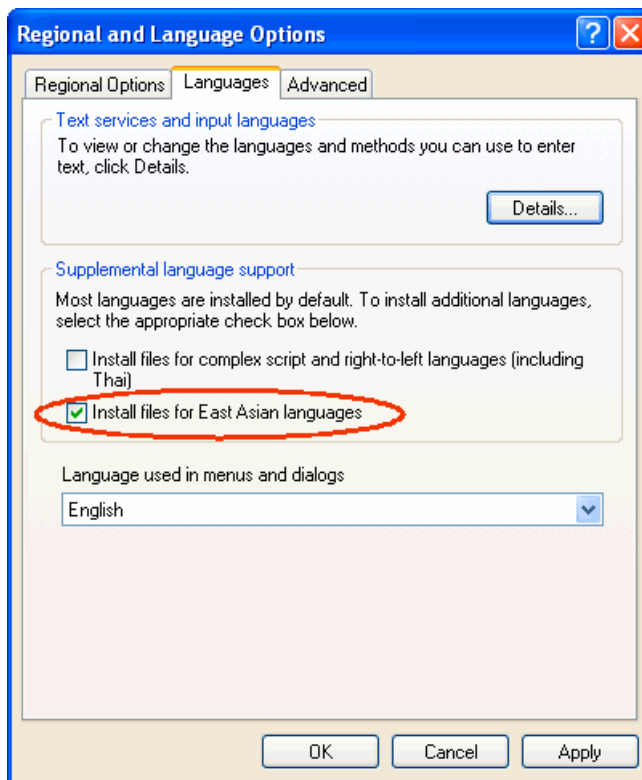 Regional and Language Options
Regional Options Languages Advanced
Text services and input languages
To view or change the languages and methods you can use to enter
text, click Details.
Details...
Supplemental language support
Most languages are installed by default. To install additional languages,
select the appropriate check box below.
Install files for complex script and right-to-left languages (including
Thai)
Install files for East Asian languages
Language used in menus and dialogs
English
OK Cancel Apply